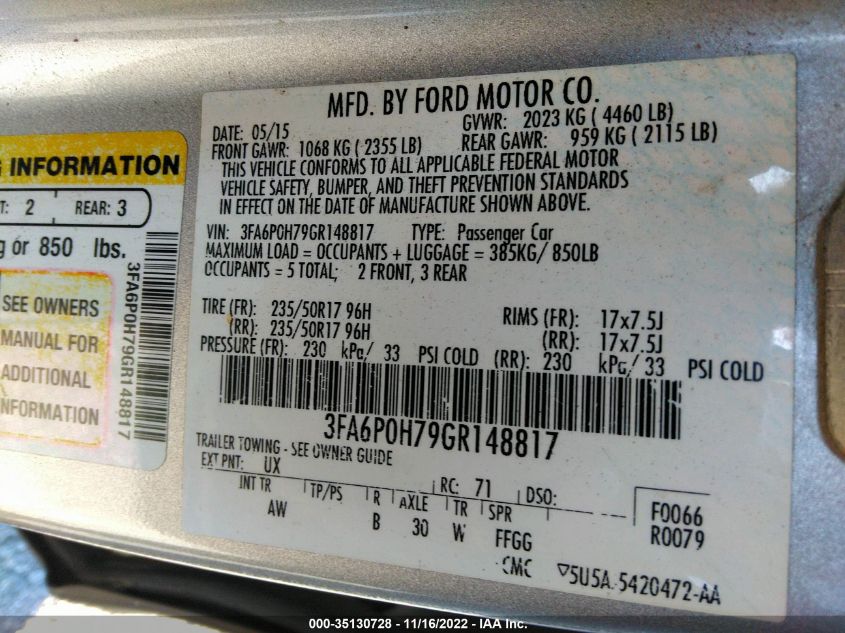 G INFORMATION
T: 2 REAR: 3
g or 850 lbs.
SEE OWNERS
MANUAL FOR
ADDITIONAL
INFORMATION
3FA6P0H79GR148817
MFD. BY FORD MOTOR CO.
DATE: 05/15 GVWR: 2023 KG ( 4460 LB)
FRONT GAWR: 1068 KG ( 2355 LB) REAR GAWR: 959 KG ( 2115 LB)
THIS VEHICLE CONFORMS TO ALL APPLICABLE FEDERAL MOTOR
VEHICLE SAFETY, BUMPER, AND THEFT PREVENTION STANDARDS
IN EFFECT ON THE DATE OF MANUFACTURE SHOWN ABOVE.
VIN: 3FA6P0H79GR148817 TYPE: Passenger Car
MAXIMUM LOAD = OCCUPANTS + LUGGAGE = 385KG/ 850LB
OCCUPANTS = 5 TOTAL; 2 FRONT, 3 REAR
TIRE (FR): 235/50R17 96H RIMS (FR): 17x7.5J
(RR): 235/50R17 96H (RR): 17x7.5J
PRESSURE (FR): 230 kPa/ 33 PSI COLD (RR): 230 kPa/ 33 PSI COLD
3FA6P0H79GR148817
TRAILER TOWING - SEE OWNER GUIDE
EXT PNT: UX RC: 71 DSO:
INT TR TP/PS R AXLE TR SPR F0066
AW B 30 W FFGG R0079
CMC ▽5U5A-5420472-AA
000-35130728 - 11/16/2022 - IAA Inc.